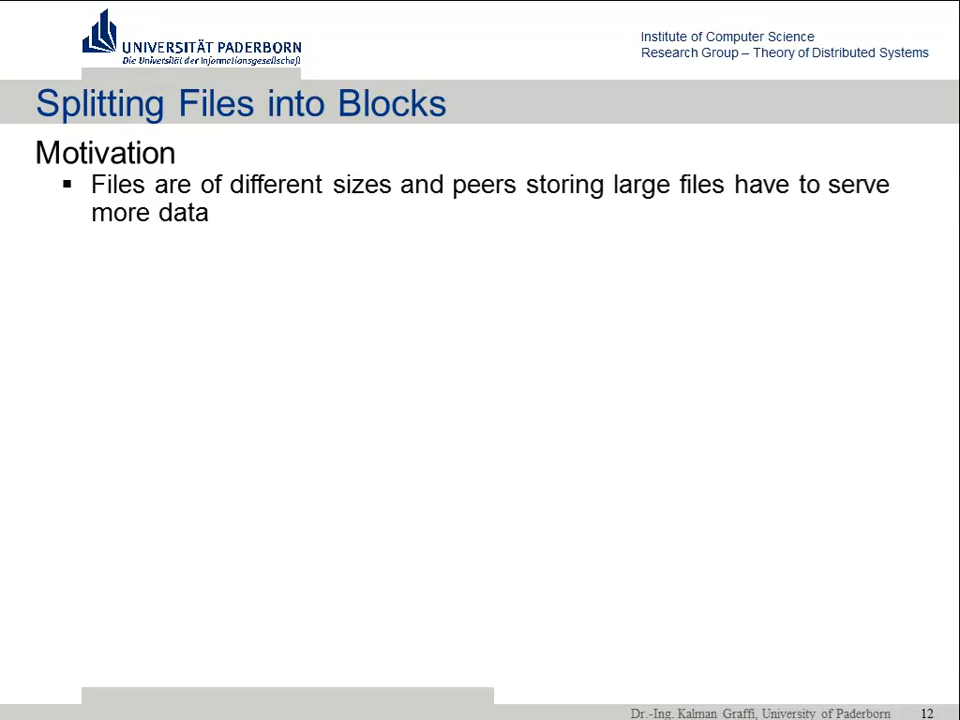 UNIVERSITÄT PADERBORN
Die Universität der Informationsgesellschaft
Institute of Computer Science
Research Group – Theory of Distributed Systems
Splitting Files into Blocks
Motivation
▪ Files are of different sizes and peers storing large files have to serve
more data
Dr.-Ing. Kalman Graffi, University of Paderborn 12